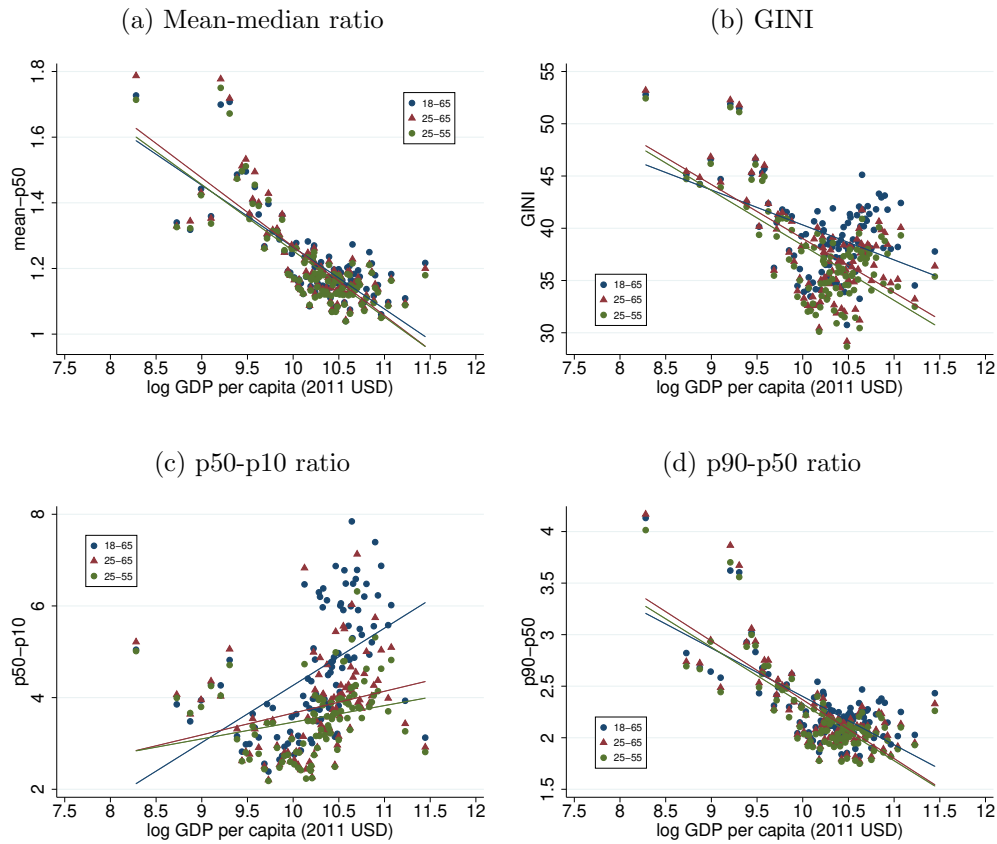 (a) Mean-median ratio
mean−p50
1 1.2 1.4 1.6 1.8
18−65
25−65
25−55
7.5 8 8.5 9 9.5 10 10.5 11 11.5 12
log GDP per capita (2011 USD)
(b) GINI
GINI
30 35 40 45 50 55
18−65
25−65
25−55
7.5 8 8.5 9 9.5 10 10.5 11 11.5 12
log GDP per capita (2011 USD)
(c) p50-p10 ratio
p50−p10
2 4 6 8
18−65
25−65
25−55
7.5 8 8.5 9 9.5 10 10.5 11 11.5 12
log GDP per capita (2011 USD)
(d) p90-p50 ratio
p90−p50
1.5 2 2.5 3 3.5 4
18−65
25−65
25−55
7.5 8 8.5 9 9.5 10 10.5 11 11.5 12
log GDP per capita (2011 USD)